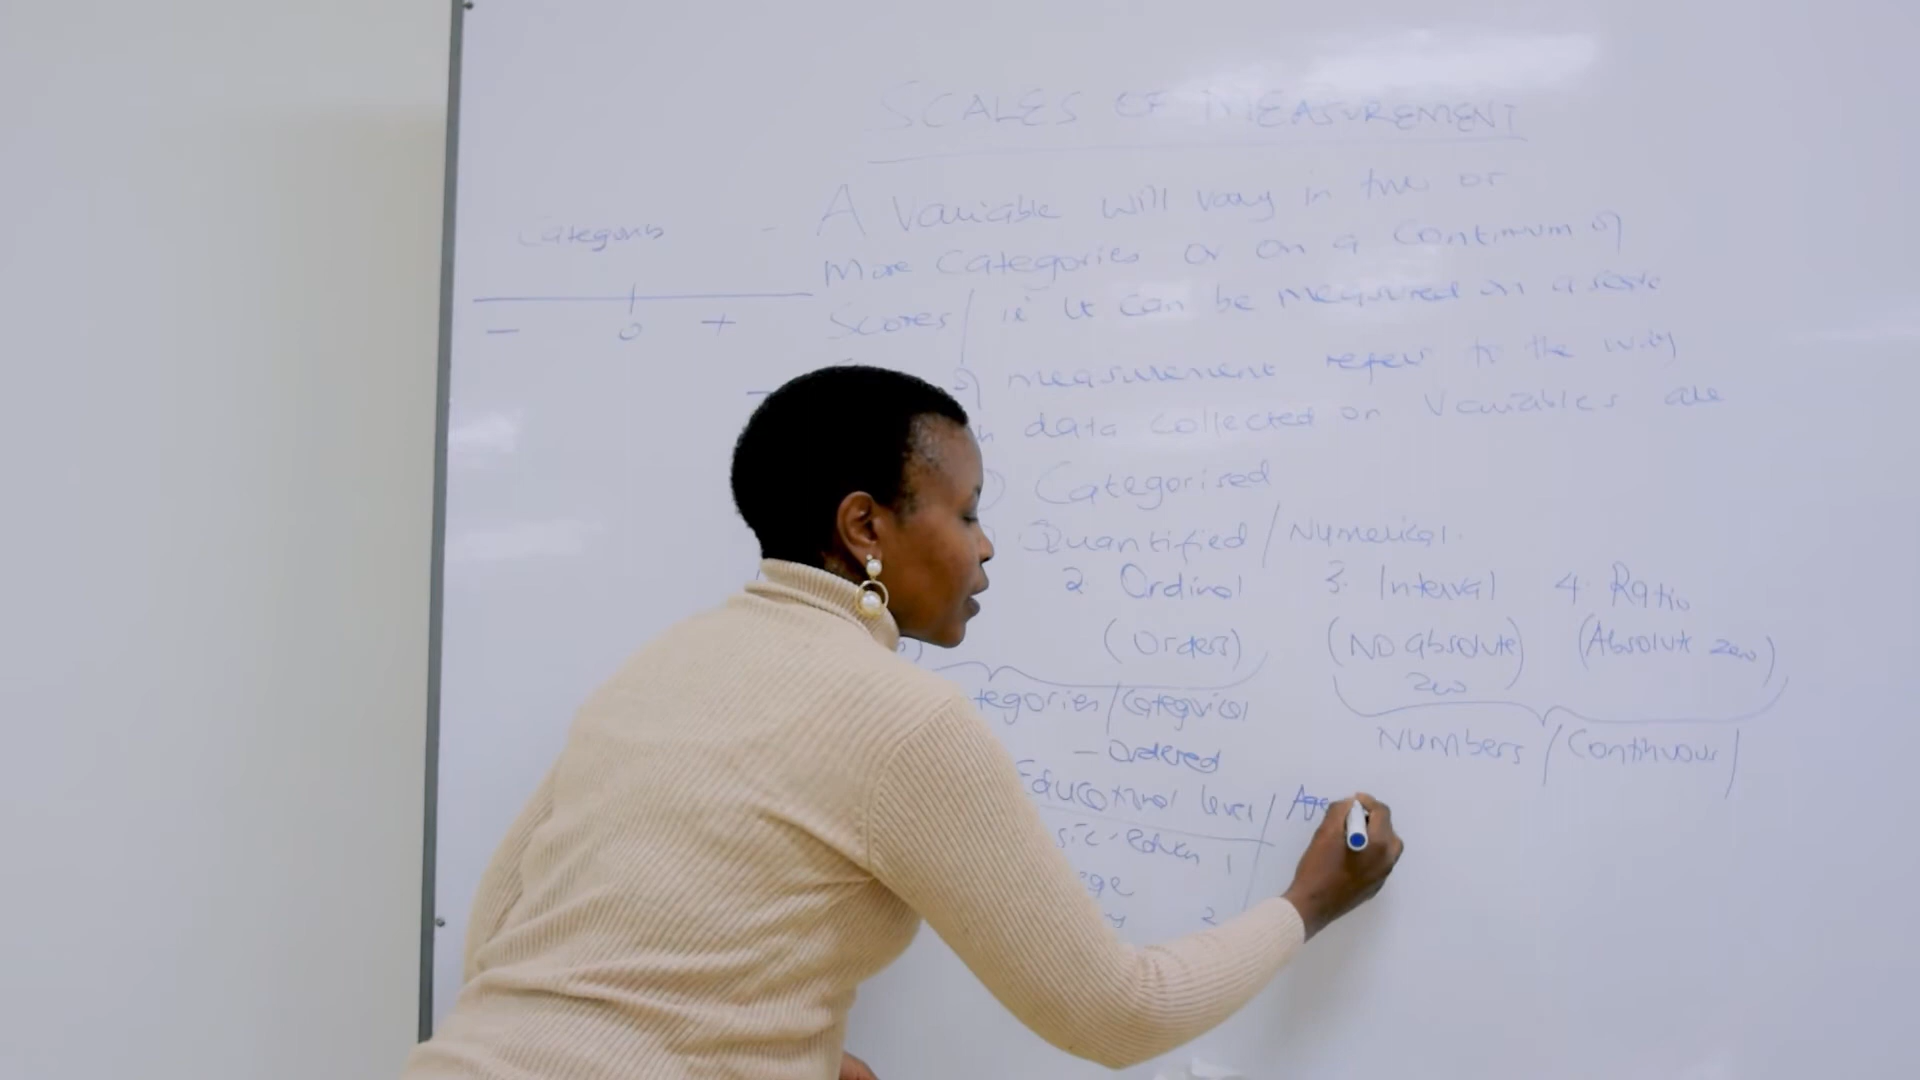 SCALES OF MEASUREMENT
Categories
- A Variable will vary in two or
More Categories or on a Continuum of
Scores / ie it can be measured on a scale
- 0 +
of measurement refer to the way
data collected on Variables are
Categorised
Quantified / Numerical.
2. Ordinal 3. Interval 4. Ratio
(Orders) (No absolute Zero) (Absolute zero)
/ Categorical
- Ordered
Numbers / Continuous /
Educational level / Age
1
2